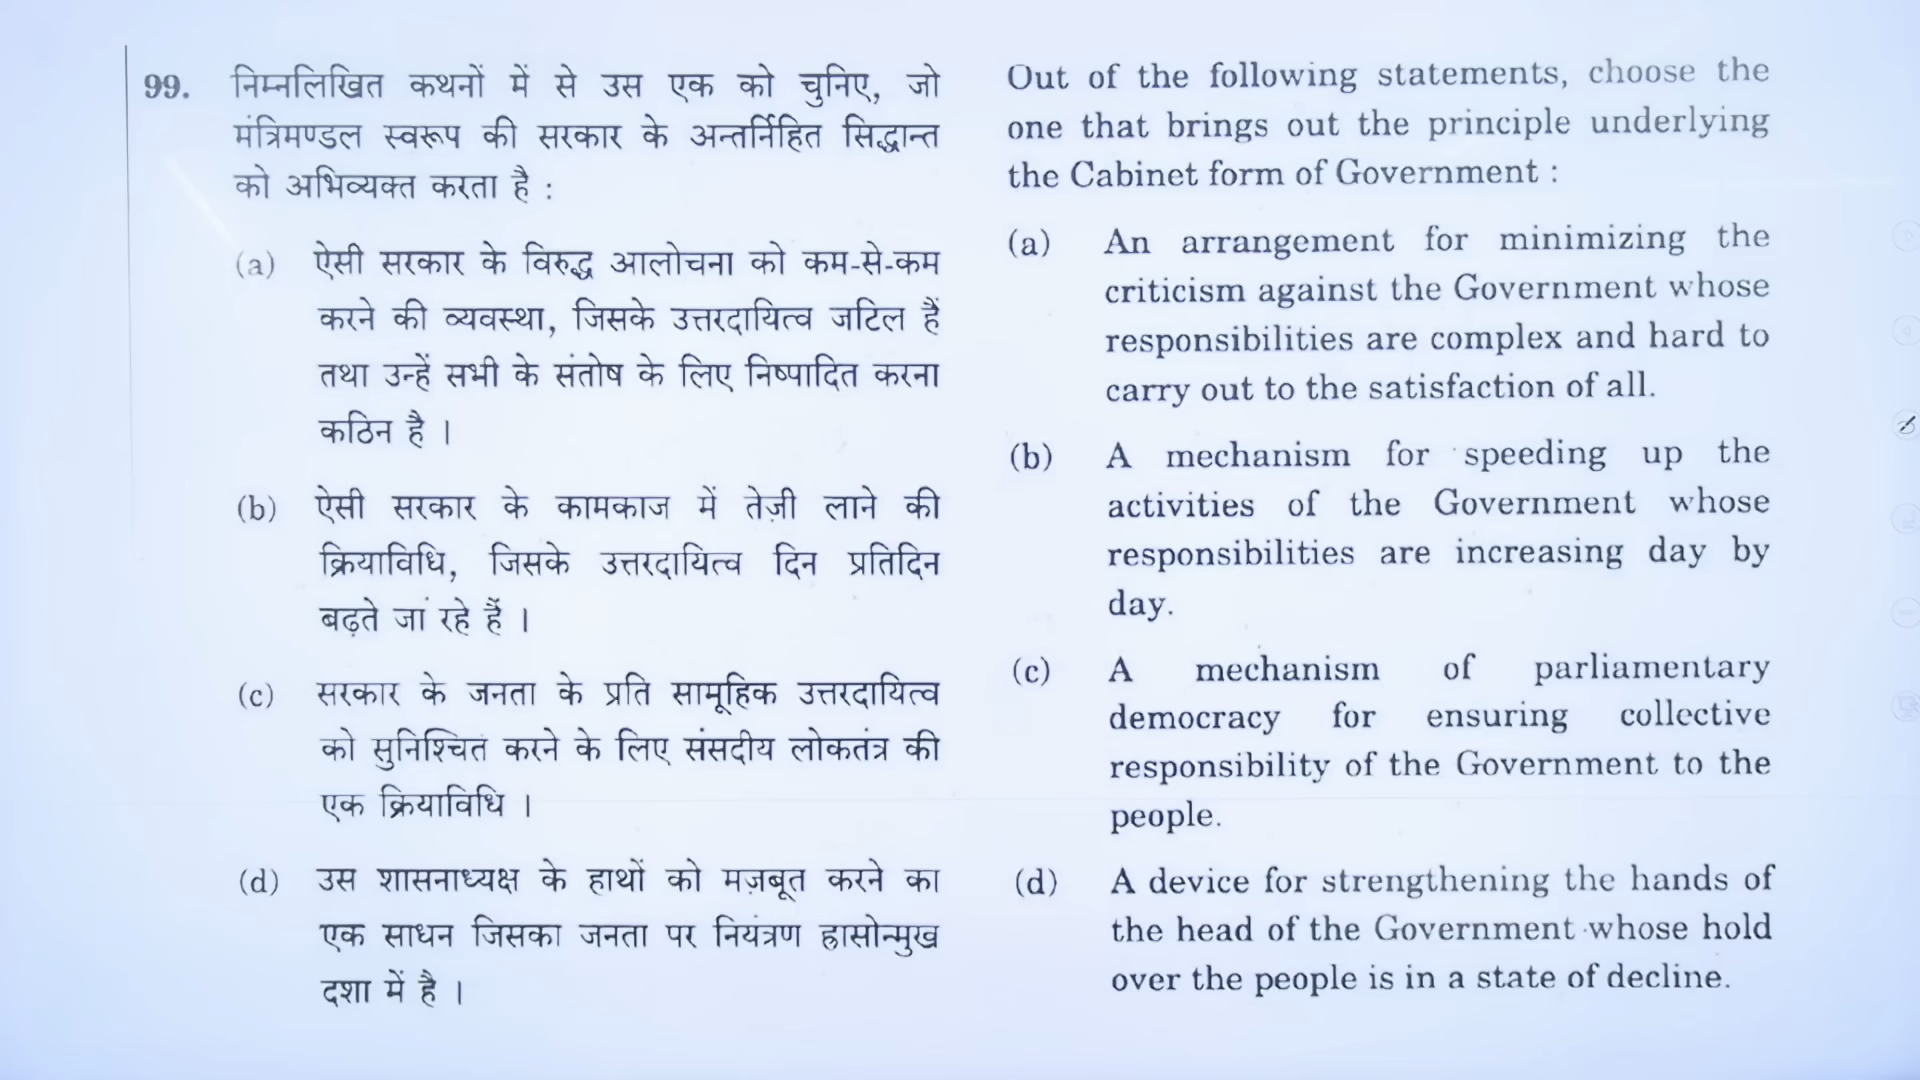 99. निम्नलिखित कथनों में से उस एक को चुनिए, जो
मंत्रिमण्डल स्वरूप की सरकार के अन्तर्निहित सिद्धान्त
को अभिव्यक्त करता है :
(a) ऐसी सरकार के विरुद्ध आलोचना को कम-से-कम
करने की व्यवस्था, जिसके उत्तरदायित्व जटिल हैं
तथा उन्हें सभी के संतोष के लिए निष्पादित करना
कठिन है ।
(b) ऐसी सरकार के कामकाज में तेज़ी लाने की
क्रियाविधि, जिसके उत्तरदायित्व दिन प्रतिदिन
बढ़ते जा रहे हैं ।
(c) सरकार के जनता के प्रति सामूहिक उत्तरदायित्व
को सुनिश्चित करने के लिए संसदीय लोकतंत्र की
एक क्रियाविधि ।
(d) उस शासनाध्यक्ष के हाथों को मज़बूत करने का
एक साधन जिसका जनता पर नियंत्रण ह्रासोन्मुख
दशा में है ।
Out of the following statements, choose the
one that brings out the principle underlying
the Cabinet form of Government :
(a) An arrangement for minimizing the
criticism against the Government whose
responsibilities are complex and hard to
carry out to the satisfaction of all.
(b) A mechanism for speeding up the
activities of the Government whose
responsibilities are increasing day by
day.
(c) A mechanism of parliamentary
democracy for ensuring collective
responsibility of the Government to the
people.
(d) A device for strengthening the hands of
the head of the Government whose hold
over the people is in a state of decline.